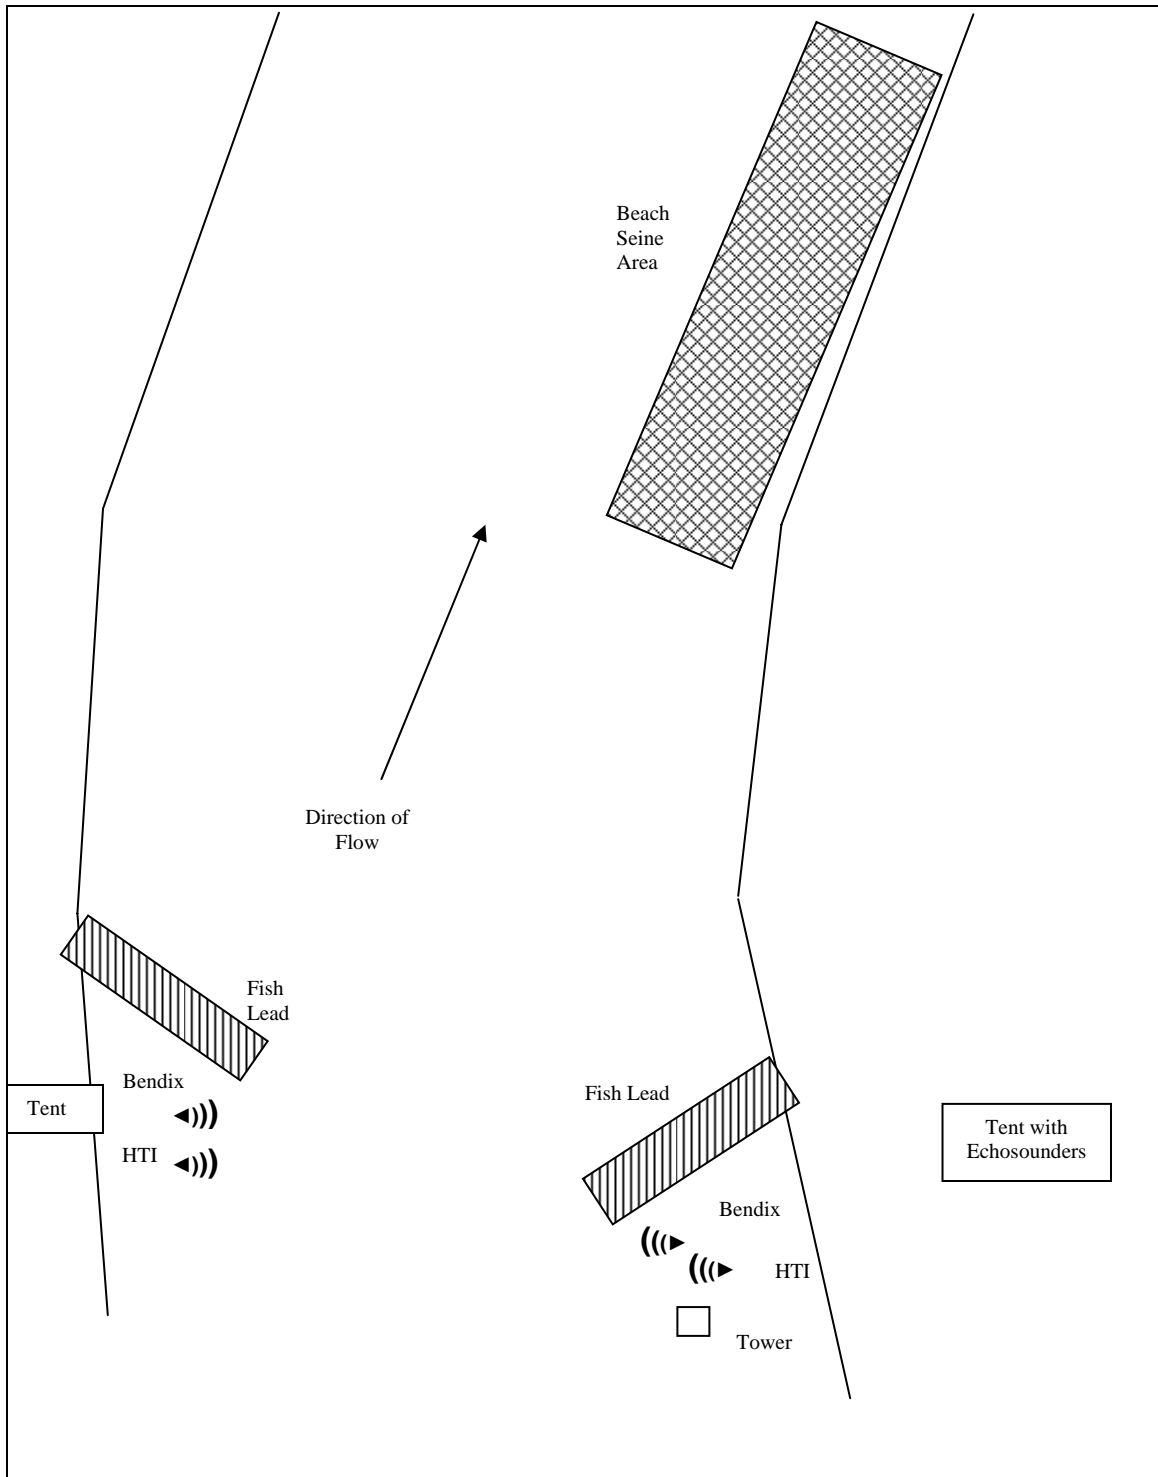 Beach
Seine
Area
Direction of
Flow
Fish
Lead
Bendix
Tent
HTI
Fish Lead
Tent with
Echosounders
Bendix
HTI
Tower